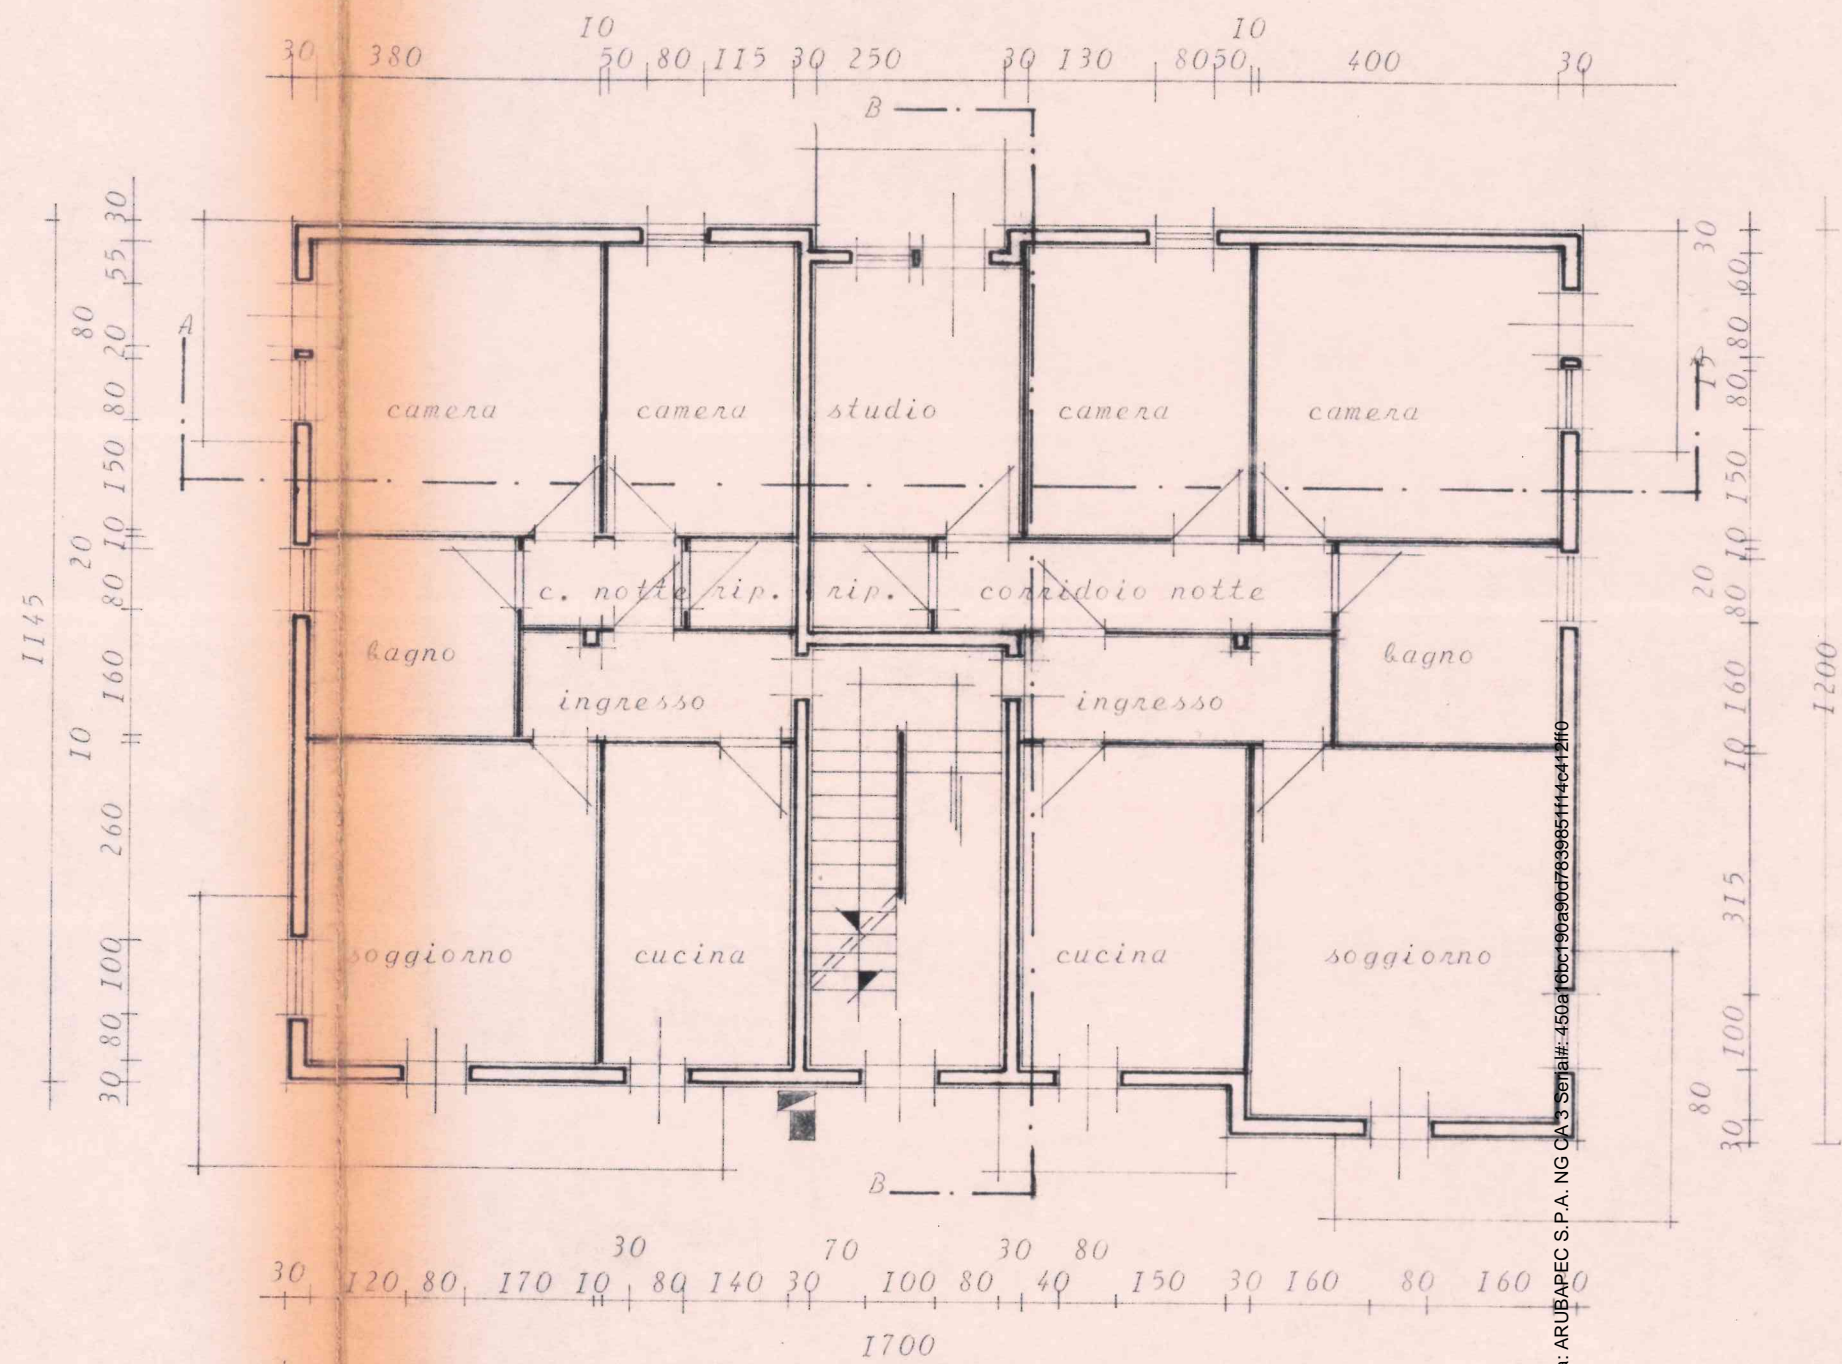 10 10
30 380 50 80 115 30 250 30 130 80 50 400 30
B
30
55
80
20
80
150
10
20
80
160
10
260
100
80
30
1145
A
camera camera studio camera camera
c. notte rip. rip. corridoio notte
bagno bagno
ingresso ingresso
soggiorno cucina cucina soggiorno
30
60
80
15
80
150
10
20
80
160
10
315
100
80
30
1200
B
30 70 30 80
30 120 80 170 10 80 140 30 100 80 40 150 30 160 80 160
1700
: ARUBAPEC S.P.A. NG CA 3 Serial#: 450a16bc190a90d7839851f14c412ff0